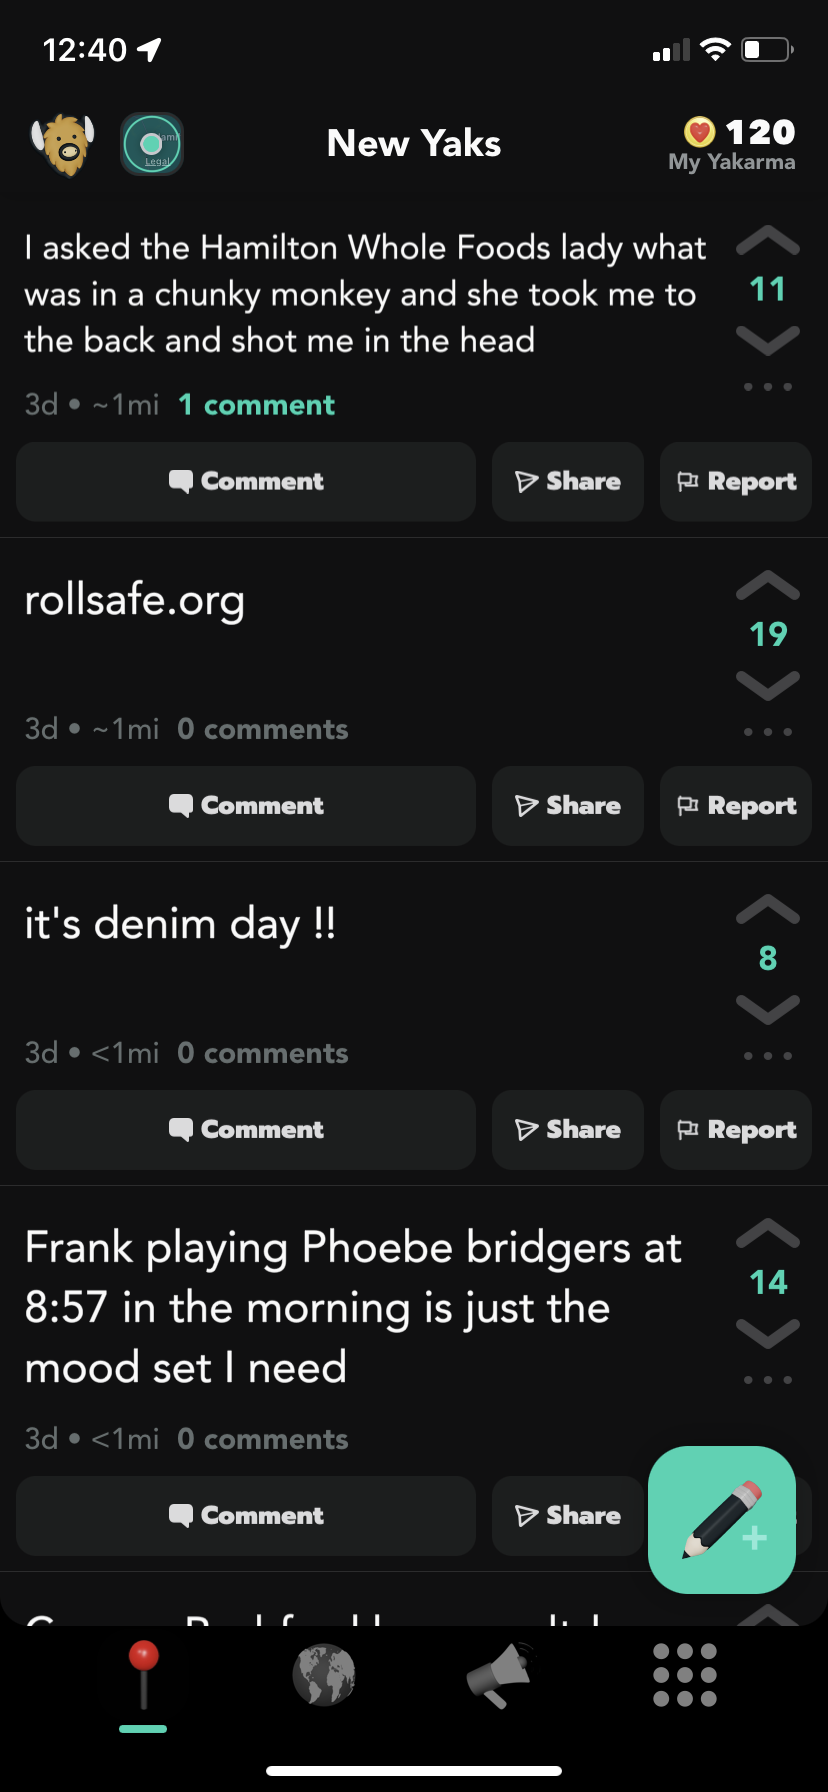 12:40
New Yaks
120
My Yakarma
Legal
I asked the Hamilton Whole Foods lady what
was in a chunky monkey and she took me to
the back and shot me in the head
11
3d • ~1mi 1 comment
Comment Share Report
rollsafe.org
19
3d • ~1mi 0 comments
Comment Share Report
it's denim day !!
8
3d • <1mi 0 comments
Comment Share Report
Frank playing Phoebe bridgers at
8:57 in the morning is just the
mood set I need
14
3d • <1mi 0 comments
Comment Share